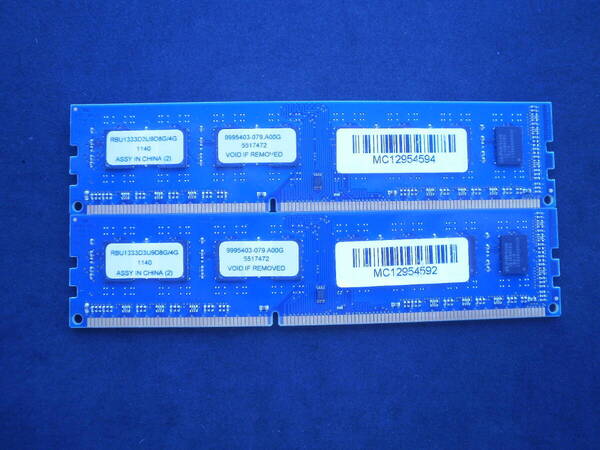 RBU1333D3U9D8G/4G
1140
ASSY IN CHINA (2)
9995403-079.A00G
5517472
VOID IF REMOVED
MC12954594
RBU1333D3U9D8G/4G
1140
ASSY IN CHINA (2)
9995403-079.A00G
5517472
VOID IF REMOVED
MC12954592